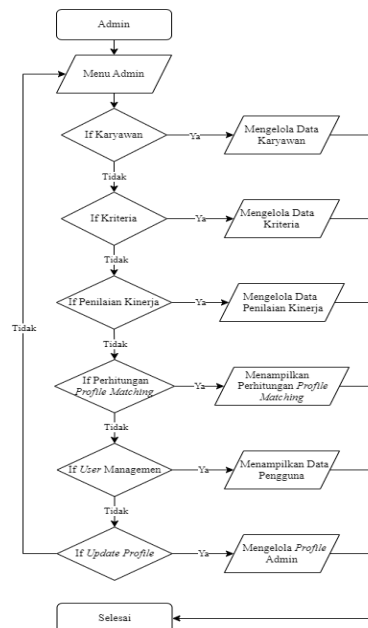 Admin
Menu Admin
If Karyawan
Ya
Mengelola Data
Karyawan
Tidak
If Kriteria
Ya
Mengelola Data
Kriteria
Tidak
If Penilaian Kinerja
Ya
Mengelola Data
Penilaian Kinerja
Tidak
Tidak
If Perhitungan
Profile Matching
Ya
Menampilkan
Perhitungan Profile
Matching
Tidak
If User Managemen
Ya
Menampilkan Data
Pengguna
Tidak
If Update Profile
Ya
Mengelola Profile
Admin
Selesai